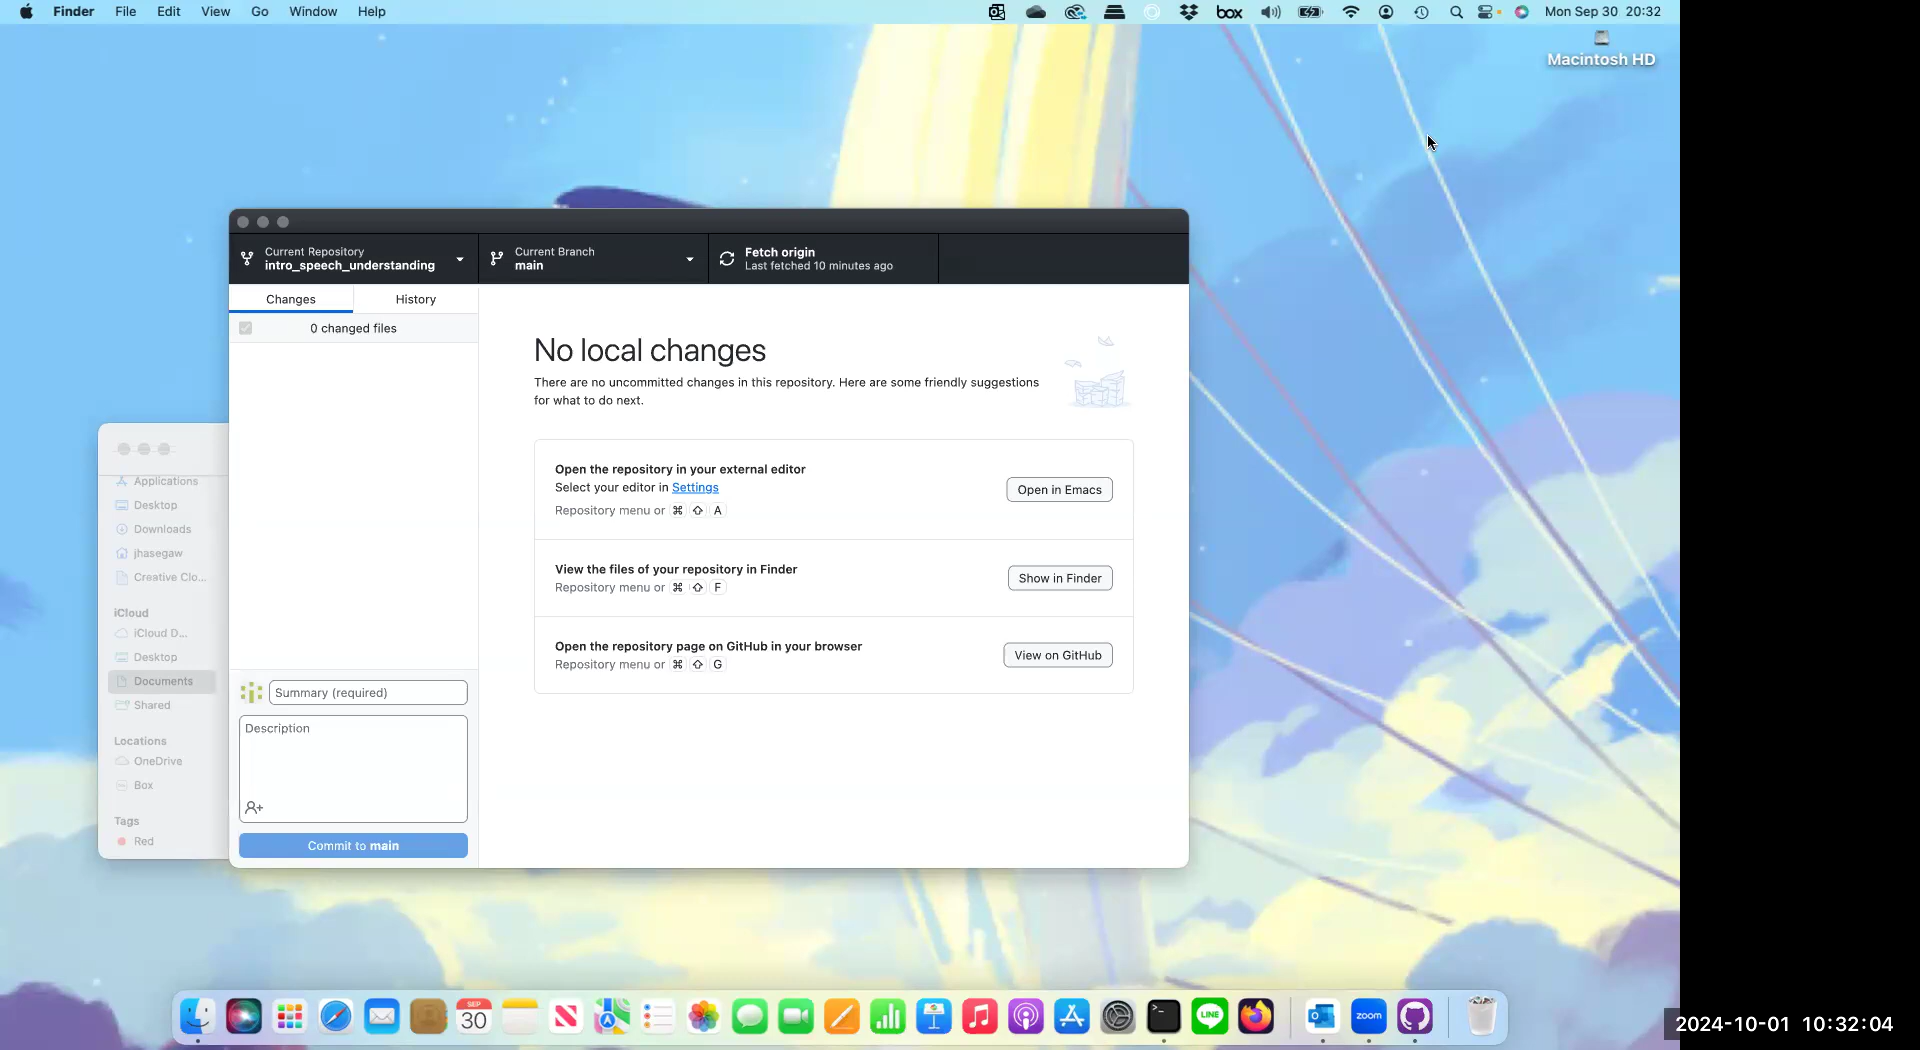 Finder File Edit View Go Window Help box Mon Sep 30 20:32
Macintosh HD
Current Repository
intro_speech_understanding
Current Branch
main
Fetch origin
Last fetched 10 minutes ago
Changes History
0 changed files
No local changes
There are no uncommitted changes in this repository. Here are some friendly suggestions
for what to do next.
Open the repository in your external editor
Select your editor in Settings
Repository menu or ⌘ ⇧ A
Open in Emacs
View the files of your repository in Finder
Repository menu or ⌘ ⇧ F
Show in Finder
Open the repository page on GitHub in your browser
Repository menu or ⌘ ⇧ G
View on GitHub
Summary (required)
Description
Commit to main
Applications
Desktop
Downloads
jhasegaw
Creative Clo...
iCloud
iCloud D...
Desktop
Documents
Shared
Locations
OneDrive
Box
Tags
Red
SEP
30
LINE
zoom
2024-10-01 10:32:04